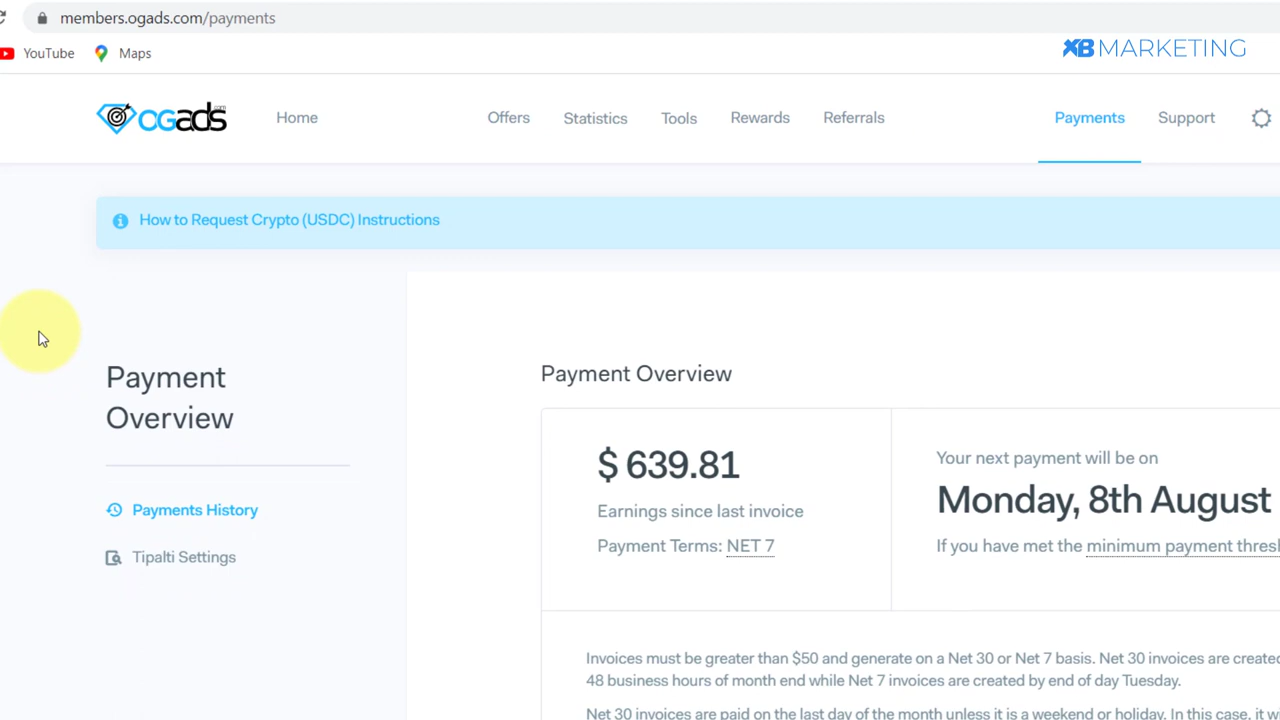 members.ogads.com/payments
YouTube
Maps
XB MARKETING
OGads.com
Home
Offers
Statistics
Tools
Rewards
Referrals
Payments
Support
How to Request Crypto (USDC) Instructions
Payment
Overview
Payments History
Tipalti Settings
Payment Overview
$ 639.81
Earnings since last invoice
Payment Terms: NET 7
Your next payment will be on
Monday, 8th August
If you have met the minimum payment thresh
Invoices must be greater than $50 and generate on a Net 30 or Net 7 basis. Net 30 invoices are created
48 business hours of month end while Net 7 invoices are created by end of day Tuesday.
Net 30 invoices are paid on the last day of the month unless it is a weekend or holiday. In this case, it w